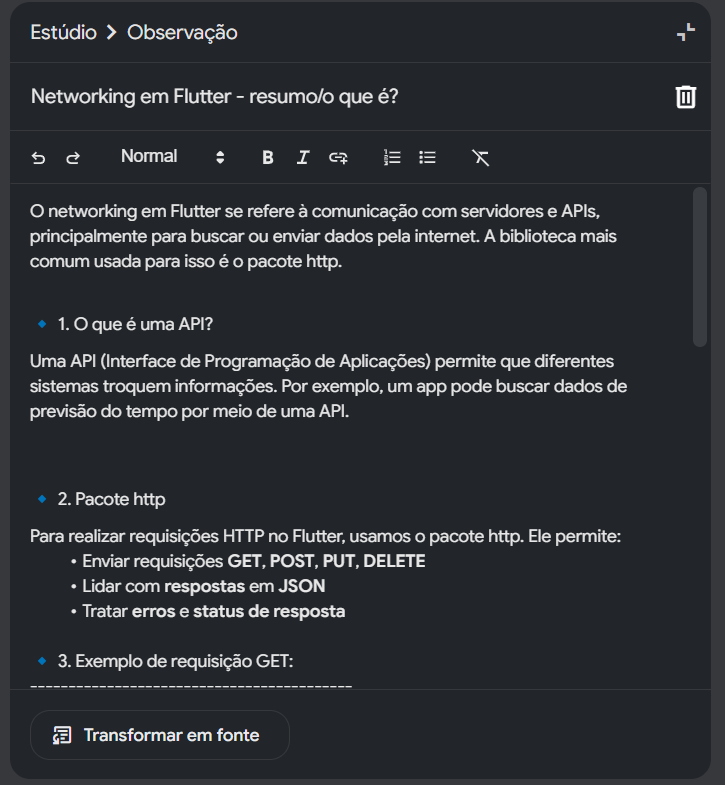 Estúdio > Observação
Networking em Flutter - resumo/o que é?
Normal B I
O networking em Flutter se refere à comunicação com servidores e APIs,
principalmente para buscar ou enviar dados pela internet. A biblioteca mais
comum usada para isso é o pacote http.
🔹 1. O que é uma API?
Uma API (Interface de Programação de Aplicações) permite que diferentes
sistemas troquem informações. Por exemplo, um app pode buscar dados de
previsão do tempo por meio de uma API.
🔹 2. Pacote http
Para realizar requisições HTTP no Flutter, usamos o pacote http. Ele permite:
• Enviar requisições GET, POST, PUT, DELETE
• Lidar com respostas em JSON
• Tratar erros e status de resposta
🔹 3. Exemplo de requisição GET:
------------------------------------------
Transformar em fonte